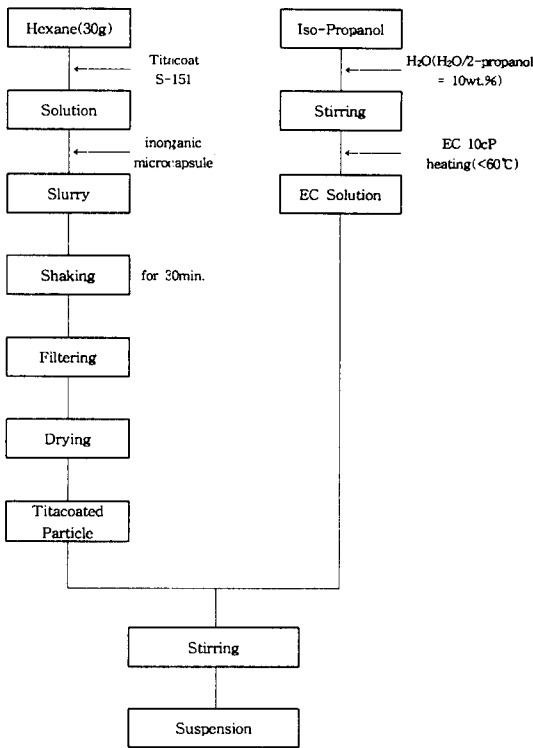 Hexane(30g)
Titacoat
S-151
Solution
inorganic
microcapsule
Slurry
Shaking
for 30min.
Filtering
Drying
Titacoated
Particle
Iso-Propanol
H₂O(H₂O/2-propanol
= 10wt.%)
Stirring
EC 10cP
heating(<60℃)
EC Solution
Stirring
Suspension